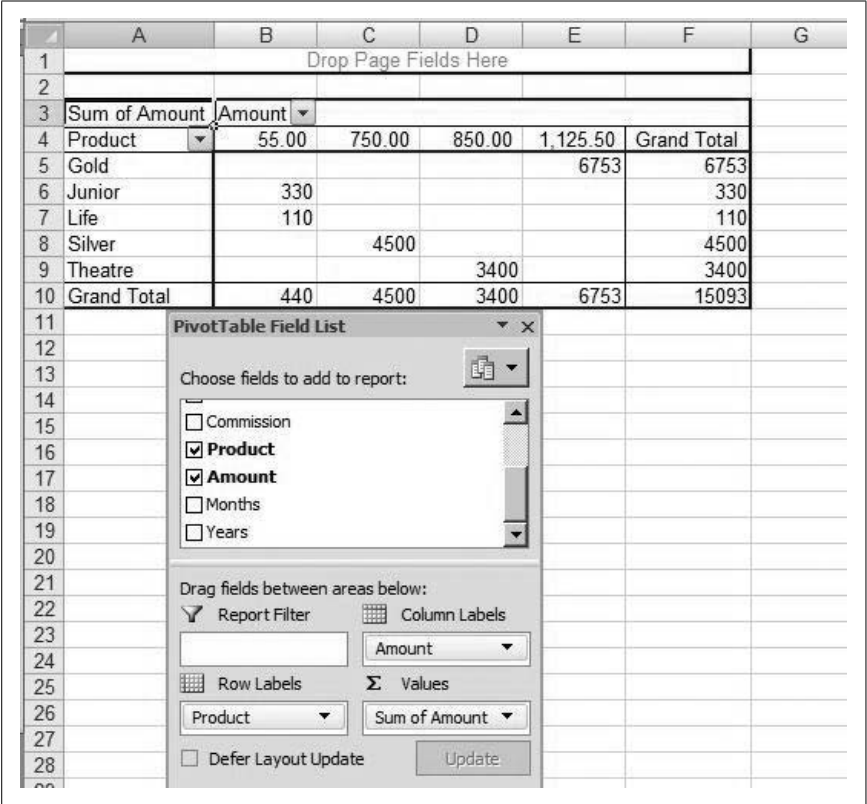 A B C D E F G
1 Drop Page Fields Here
2
3 Sum of Amount Amount
4 Product 55.00 750.00 850.00 1,125.50 Grand Total
5 Gold 6753 6753
6 Junior 330 330
7 Life 110 110
8 Silver 4500 4500
9 Theatre 3400 3400
10 Grand Total 440 4500 3400 6753 15093
11 PivotTable Field List
12
13 Choose fields to add to report:
14
15 Commission
16 Product
17 Amount
18 Months
19 Years
20
21 Drag fields between areas below:
22 Report Filter Column Labels
23
24 Amount
25 Row Labels Σ Values
26 Product Sum of Amount
27
28 Defer Layout Update Update